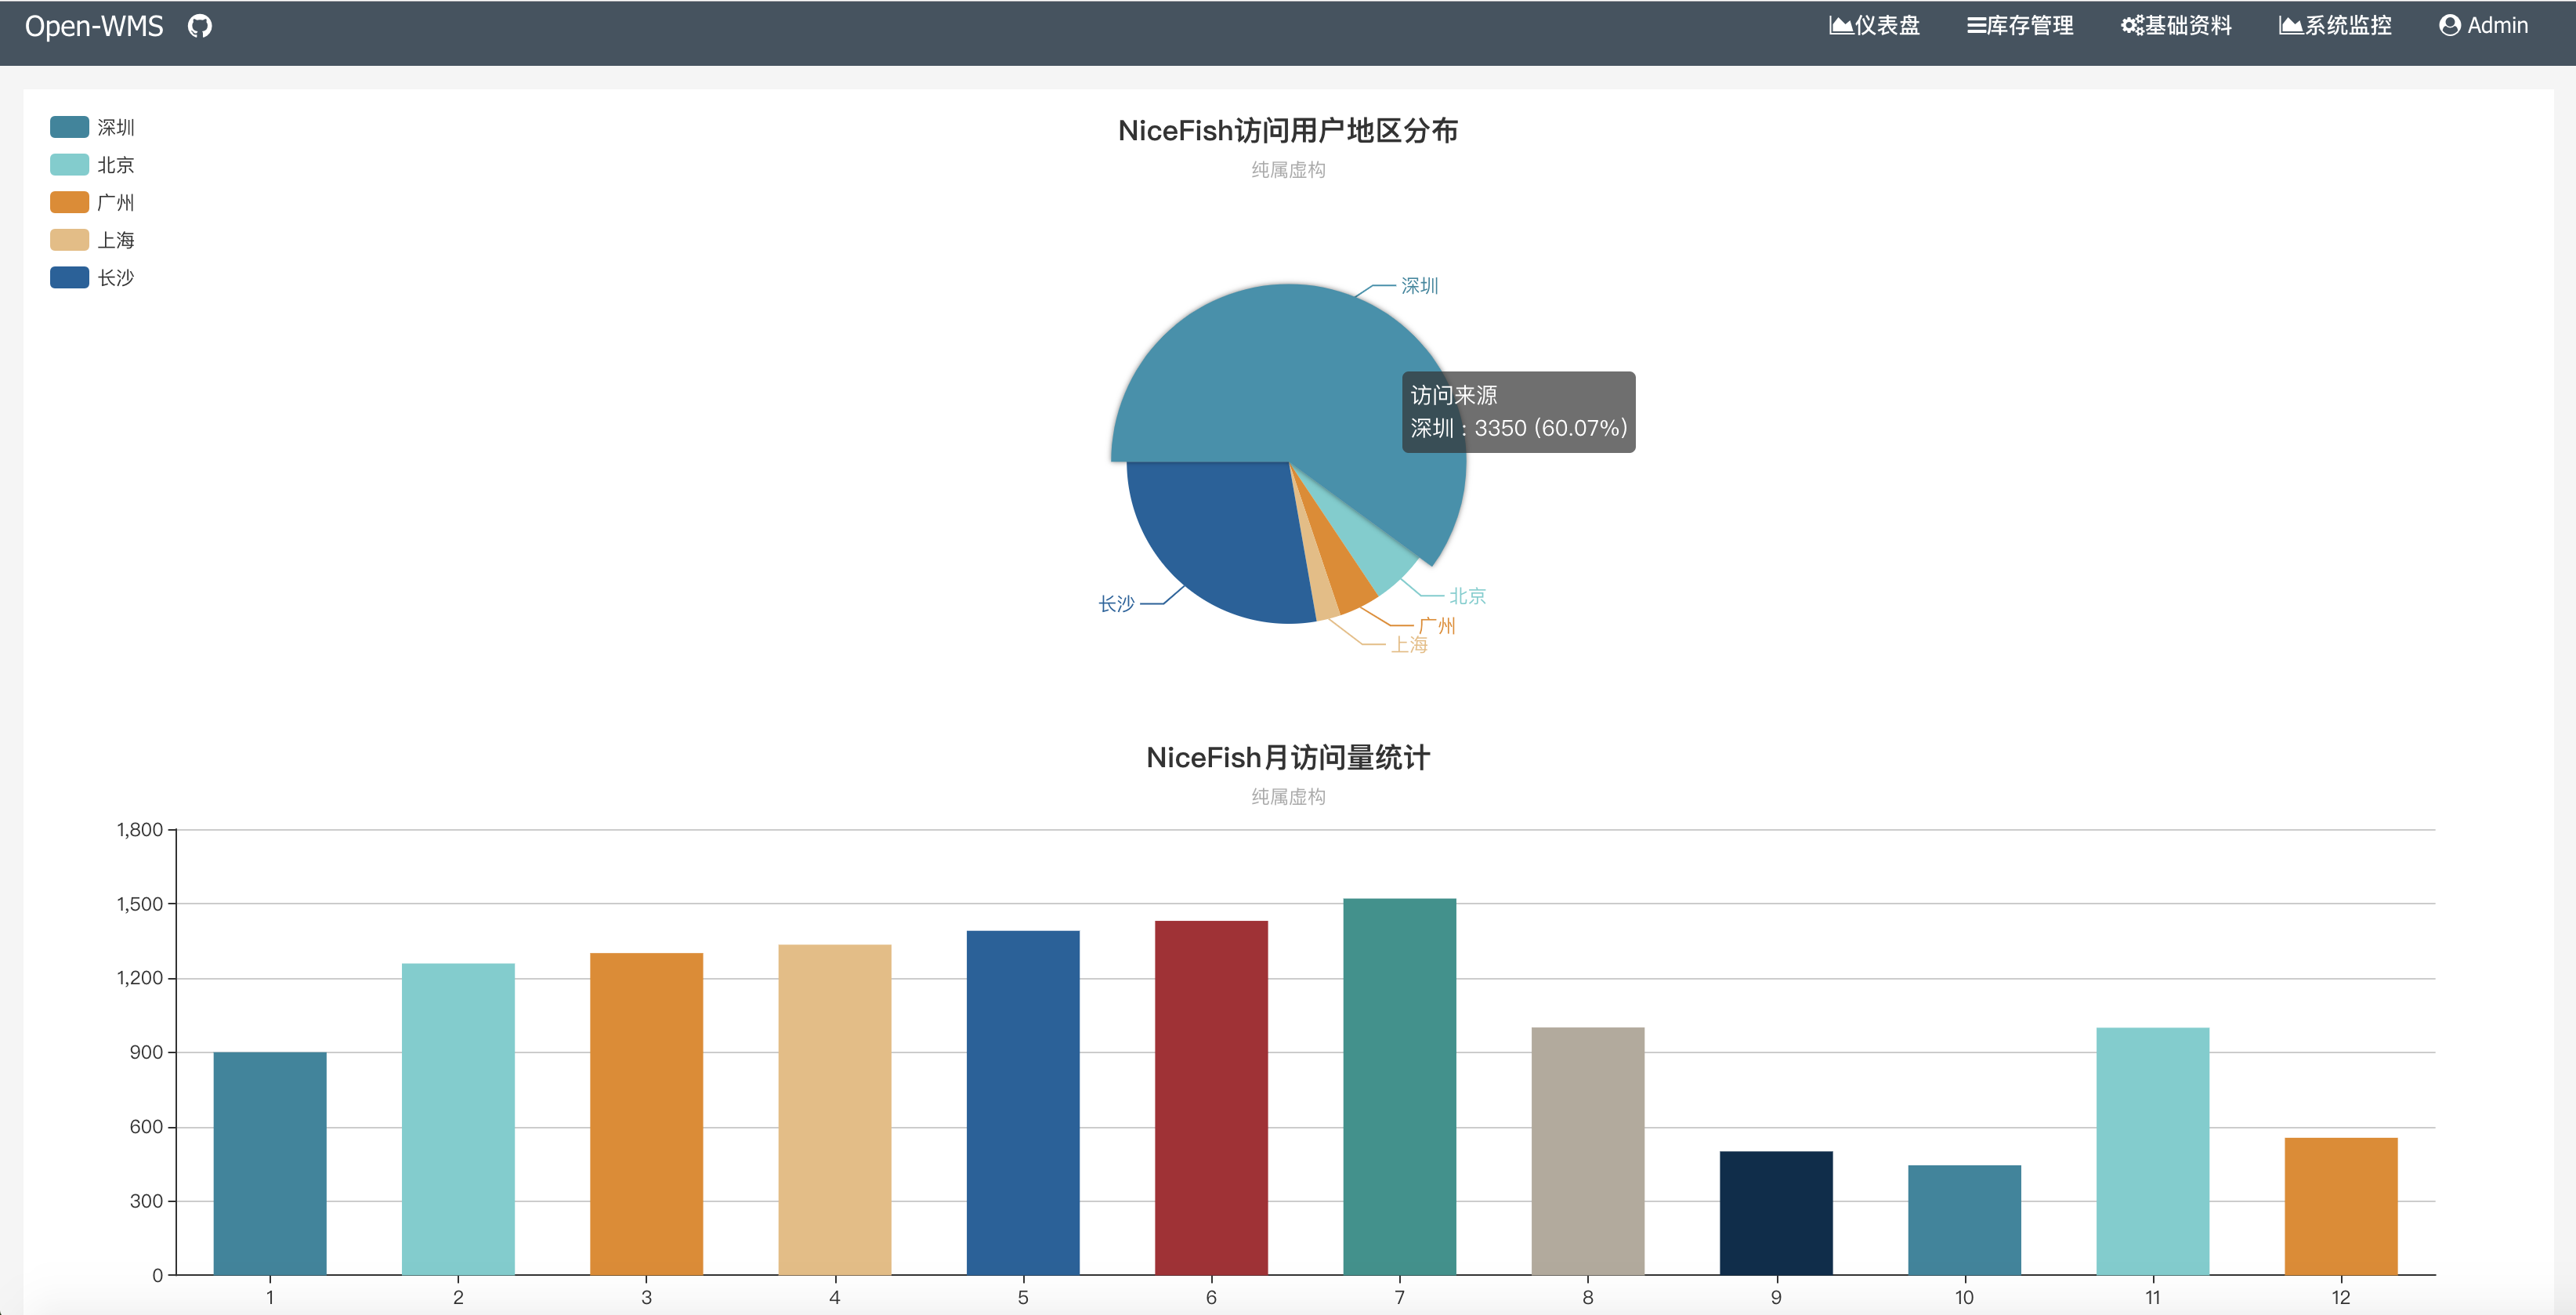 Open-WMS
仪表盘 库存管理 基础资料 系统监控 Admin
深圳
北京
广州
上海
长沙
NiceFish访问用户地区分布
纯属虚构
深圳
访问来源
深圳 : 3350 (60.07%)
北京
长沙
广州
上海
NiceFish月访问量统计
纯属虚构
1,800
1,500
1,200
900
600
300
0
1 2 3 4 5 6 7 8 9 10 11 12